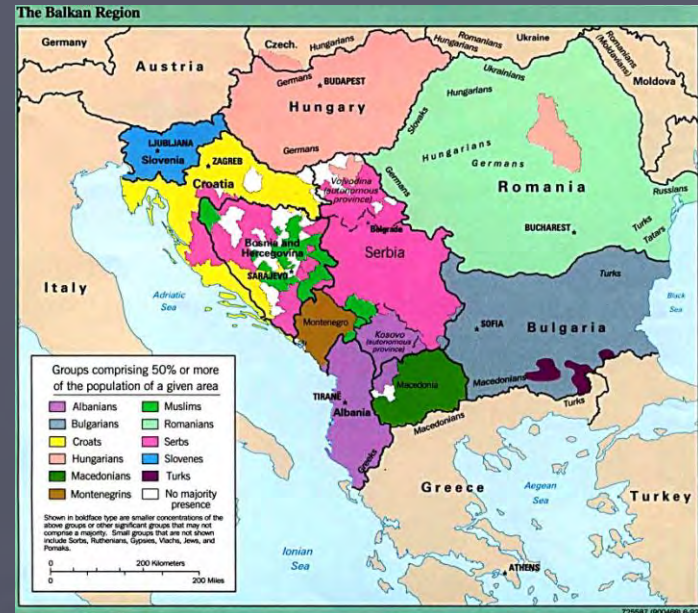 The Balkan Region
Germany
Czech.
Hungarians
Hungarians
Romanians
Ukraine
Romanians
(Moldavians)
Moldova
Austria
Germans
BUDAPEST
Hungary
Ukrainians
Hungarians
Slovaks
LJUBLJANA
Slovenia
ZAGREB
Croatia
Germans
Vojvodina
(autonomous
province)
Germans
Hungarians
Germans
Romania
Russians
Belgrade
BUCHAREST
Turks
Tatars
Bosnia and
Hercegovina
SARAJEVO
Serbia
Italy
Adriatic
Sea
Montenegro
Kosovo
(autonomous
province)
SOFIA
Bulgaria
Turks
Black
Sea
Macedonia
Macedonians
Turks
TIRANË
Albania
Macedonians
Greeks
Greece
Aegean
Sea
Turkey
Ionian
Sea
ATHENS
Groups comprising 50% or more
of the population of a given area
Albanians
Bulgarians
Croats
Hungarians
Macedonians
Montenegrins
Muslims
Romanians
Serbs
Slovenes
Turks
No majority
presence
Shown in boldface type are smaller concentrations of the
above groups or other significant groups that may not
comprise a majority. Small groups that are not shown
include Sorbs, Ruthenians, Gypsies, Vlachs, Jews, and
Pomaks.
0 200 Kilometers
0 200 Miles